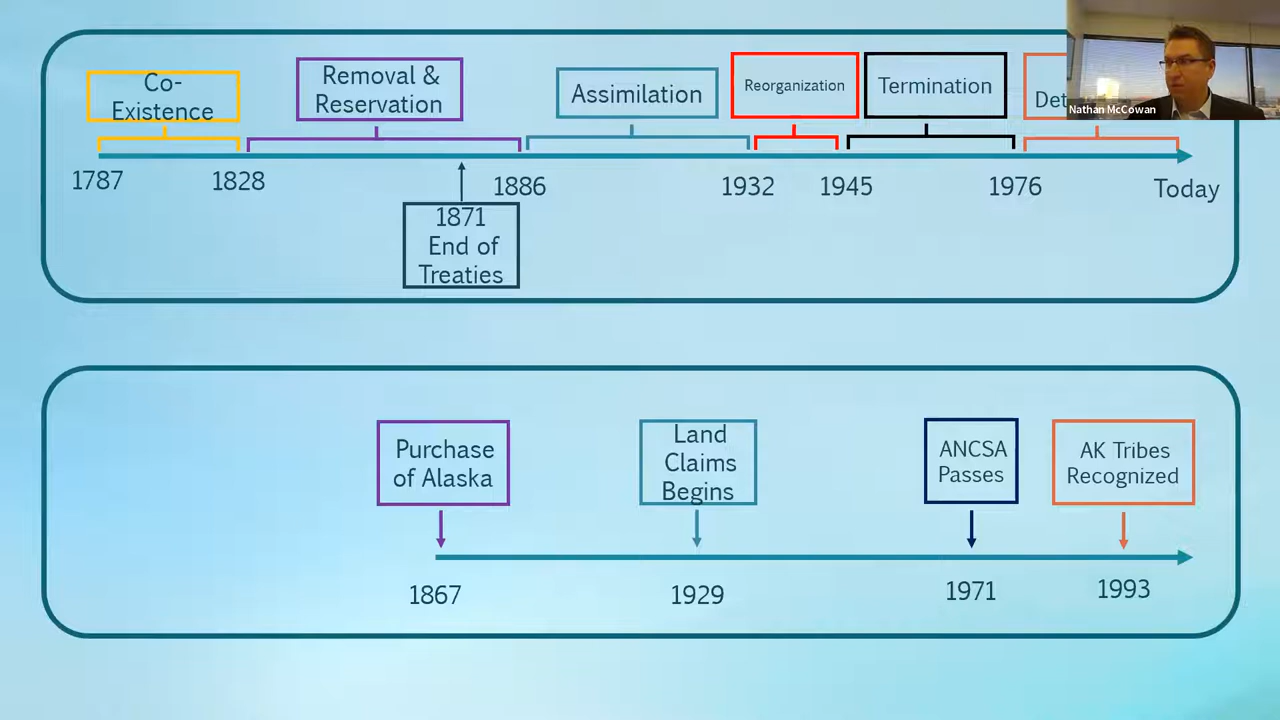 Co-
Existence
Removal &
Reservation
Assimilation
Reorganization
Termination
Nathan McCowan
1787
1828
1886
1932
1945
1976
Today
1871
End of
Treaties
Purchase
of Alaska
Land
Claims
Begins
ANCSA
Passes
AK Tribes
Recognized
1867
1929
1971
1993